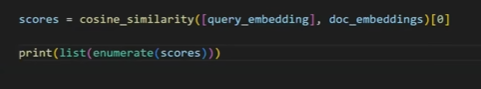 scores = cosine_similarity([query_embedding], doc_embeddings)[0]
print(list(enumerate(scores)))